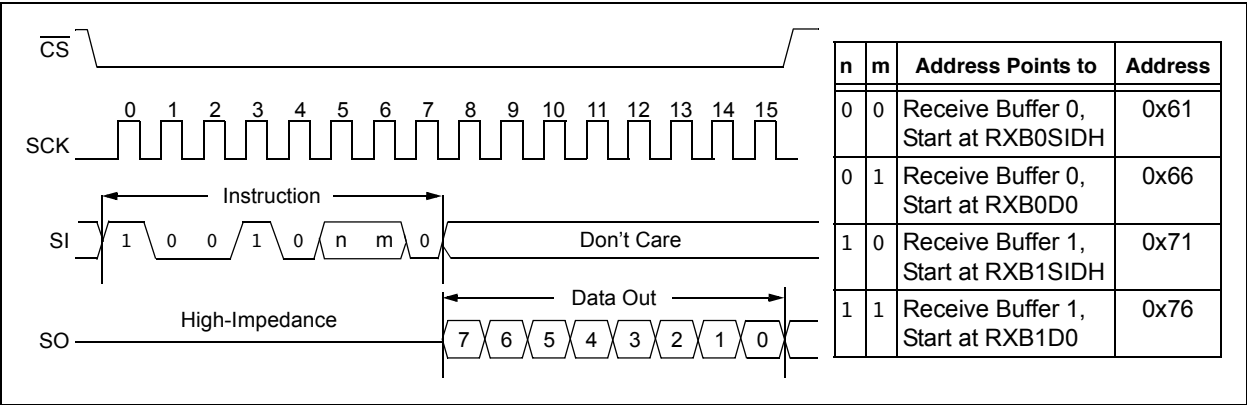 CS
0 1 2 3 4 5 6 7 8 9 10 11 12 13 14 15
SCK
Instruction
SI 1 0 0 1 0 n m 0 Don't Care
Data Out
High-Impedance
SO 7 6 5 4 3 2 1 0
n m Address Points to Address
0 0 Receive Buffer 0, 0x61
Start at RXB0SIDH
0 1 Receive Buffer 0, 0x66
Start at RXB0D0
1 0 Receive Buffer 1, 0x71
Start at RXB1SIDH
1 1 Receive Buffer 1, 0x76
Start at RXB1D0